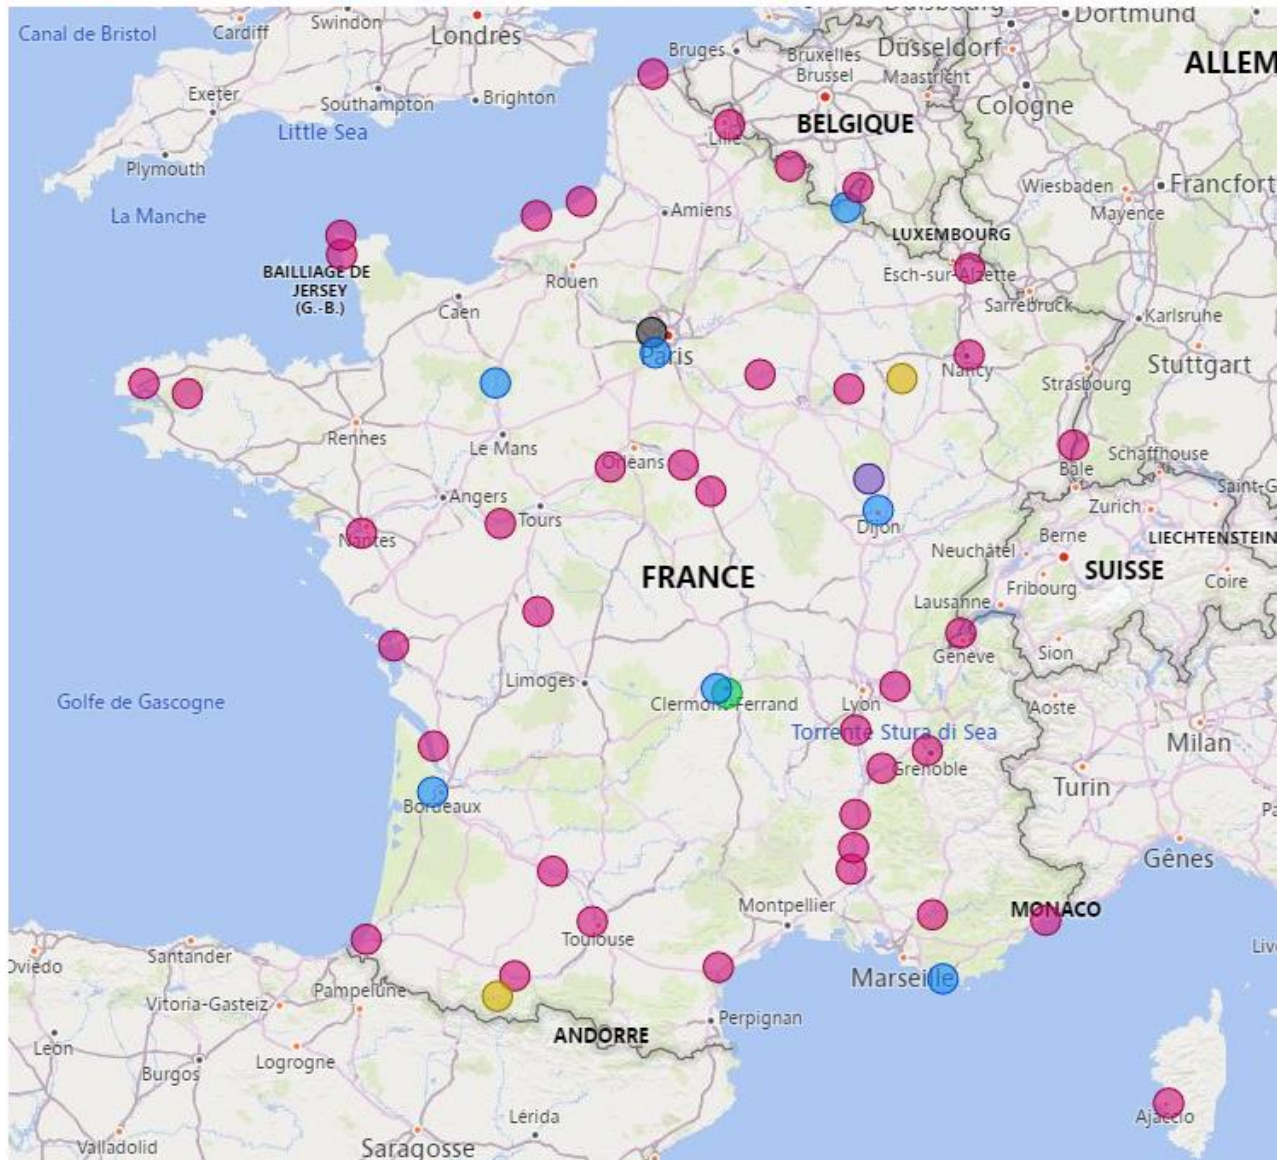 Canal de Bristol
Cardiff
Swindon
Londres
Bruges
Bruxelles
Brussel
Düsseldorf
Dortmund
Maastricht
ALLEM
Exeter
Southampton
Brighton
Cologne
Little Sea
Lille
BELGIQUE
Plymouth
Wiesbaden
Francfort
La Manche
Amiens
Mayence
LUXEMBOURG
BAILLIAGE DE
JERSEY
(G.-B.)
Rouen
Esch-sur-Alzette
Sarrebruck
Caen
Karlsruhe
Paris
Nancy
Stuttgart
Strasbourg
Rennes
Le Mans
Orléans
Bâle
Schaffhouse
Angers
Tours
Dijon
Zurich
Saint-G
Nantes
Neuchâtel
Berne
LIECHTENSTEIN
FRANCE
SUISSE
Fribourg
Coire
Lausanne
Genève
Sion
Limoges
Golfe de Gascogne
Clermont-Ferrand
Lyon
Aoste
Torrente Stura di Sea
Milan
Grenoble
Turin
Bordeaux
Gênes
Montpellier
MONACO
Santander
Toulouse
Oviedo
Marseille
Vitoria-Gasteiz
Pampelune
Perpignan
ANDORRE
León
Logrogne
Burgos
Lérida
Ajaccio
Valladolid
Saragosse